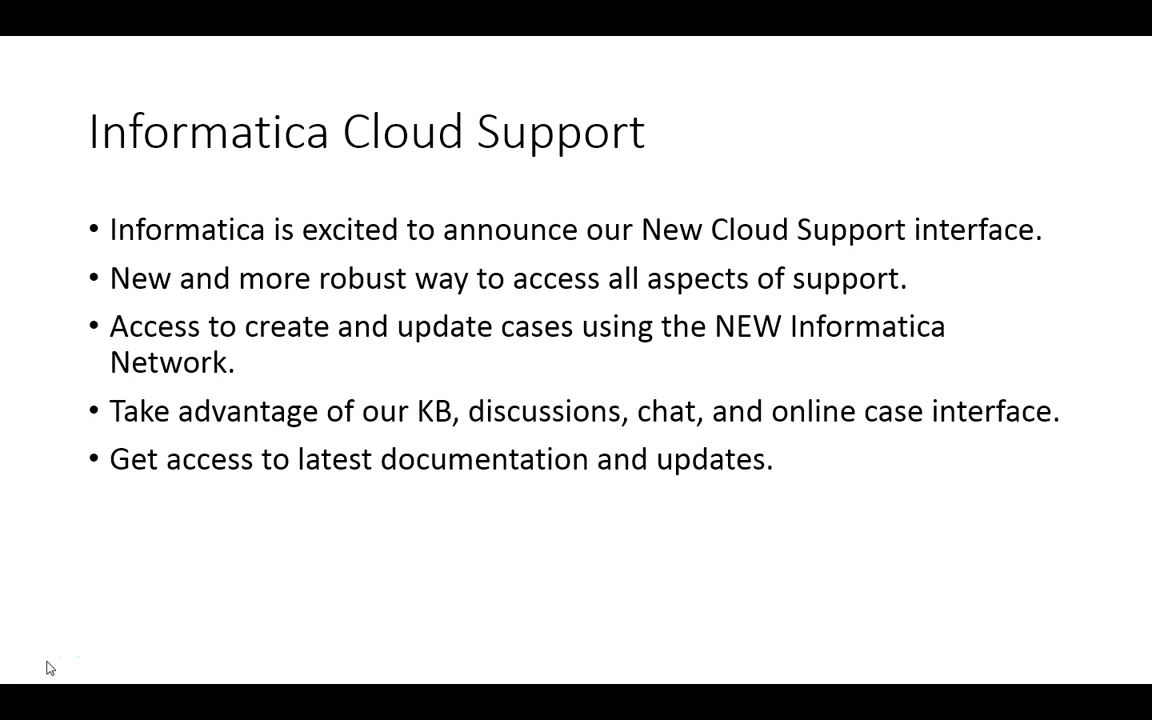 Informatica Cloud Support
• Informatica is excited to announce our New Cloud Support interface.
• New and more robust way to access all aspects of support.
• Access to create and update cases using the NEW Informatica
Network.
• Take advantage of our KB, discussions, chat, and online case interface.
• Get access to latest documentation and updates.